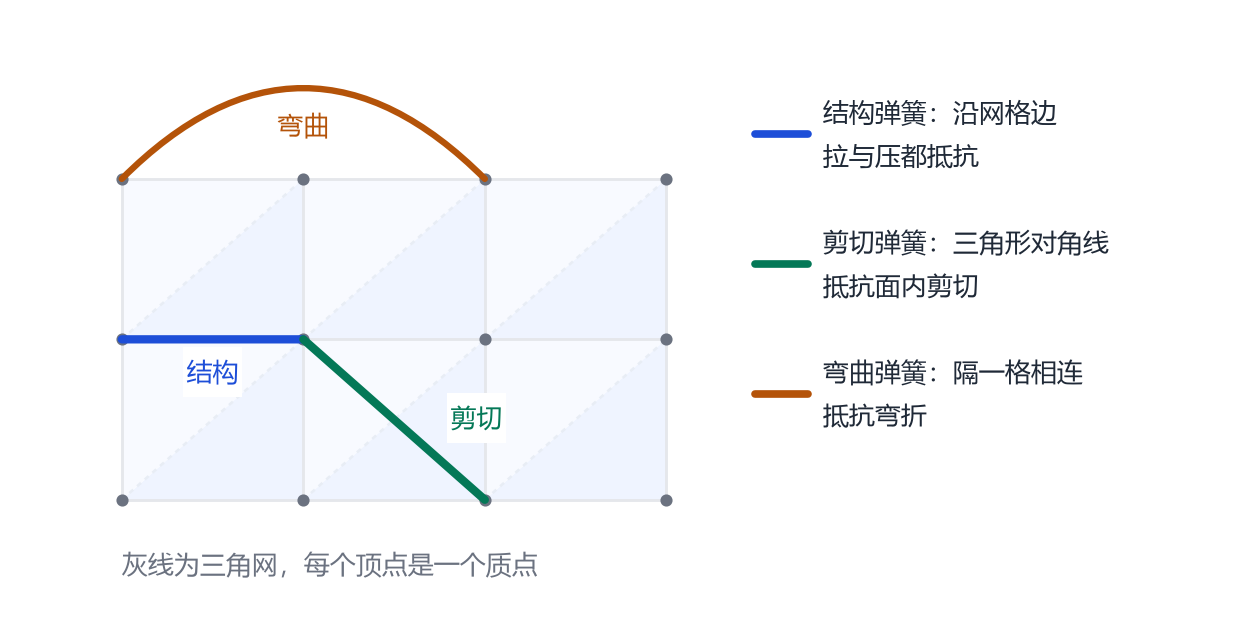 弯曲
结构
剪切
结构弹簧：沿网格边
拉与压都抵抗
剪切弹簧：三角形对角线
抵抗面内剪切
弯曲弹簧：隔一格相连
抵抗弯折
灰线为三角网，每个顶点是一个质点